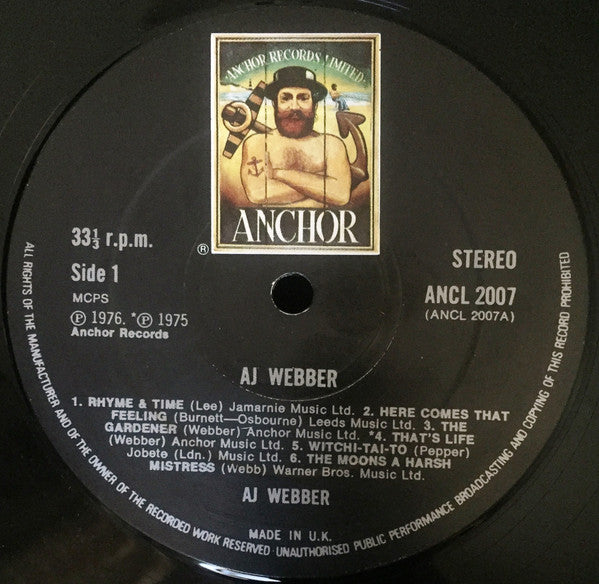 ANCHOR RECORDS LIMITED
ANCHOR
®
33⅓ r.p.m.
Side 1
MCPS
Ⓟ 1976, *Ⓟ 1975
Anchor Records
STEREO
ANCL 2007
(ANCL 2007A)
AJ WEBBER
1. RHYME & TIME (Lee) Jamarnie Music Ltd. 2. HERE COMES THAT
FEELING (Burnett—Osbourne) Leeds Music Ltd. 3. THE
GARDENER (Webber) Anchor Music Ltd. *4. THAT'S LIFE
(Webber) Anchor Music Ltd. 5. WITCHI-TAI-TO (Pepper)
Jobete (Ldn.) Music Ltd. 6. THE MOONS A HARSH
MISTRESS (Webb) Warner Bros. Music Ltd.
AJ WEBBER
MADE IN U.K.
ALL RIGHTS OF THE MANUFACTURER AND OF THE OWNER OF THE RECORDED WORK RESERVED · UNAUTHORISED PUBLIC PERFORMANCE BROADCASTING AND COPYING OF THIS RECORD PROHIBITED